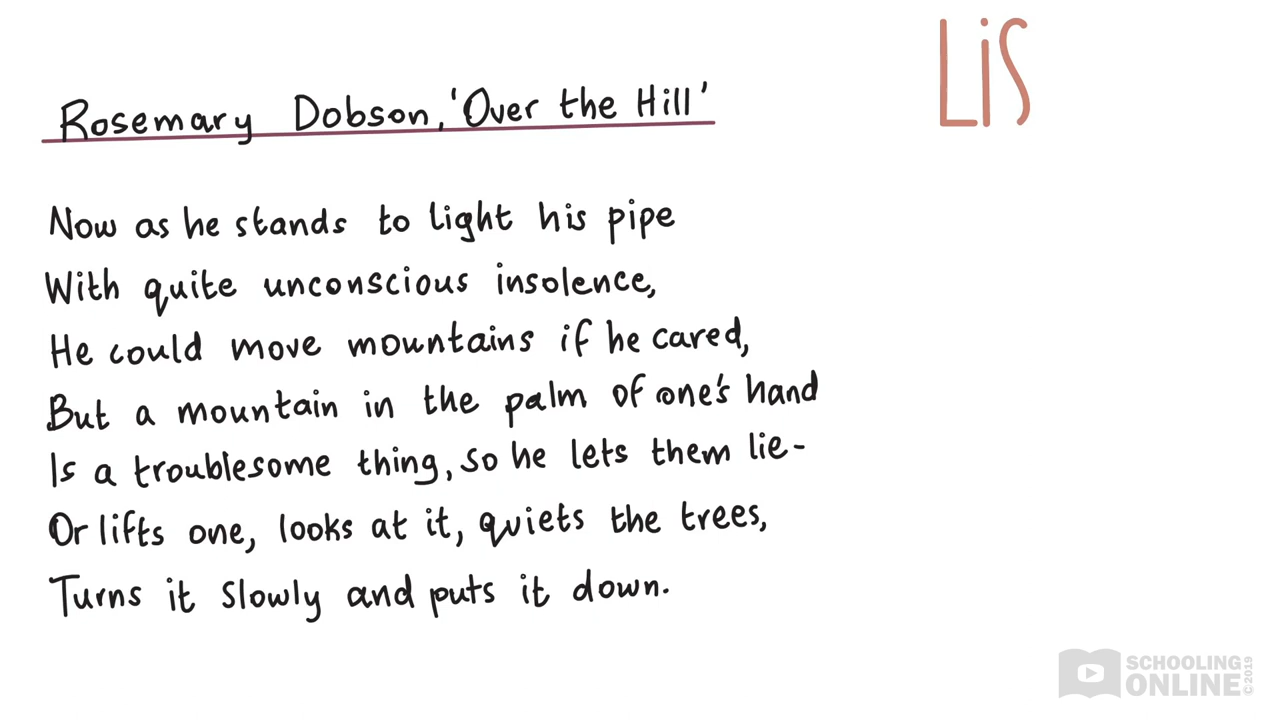 Rosemary Dobson, 'Over the Hill'
Lis
Now as he stands to light his pipe
With quite unconscious insolence,
He could move mountains if he cared,
But a mountain in the palm of one's hand
Is a troublesome thing, so he lets them lie-
Or lifts one, looks at it, quiets the trees,
Turns it slowly and puts it down.
SCHOOLING
ONLINE
©2019